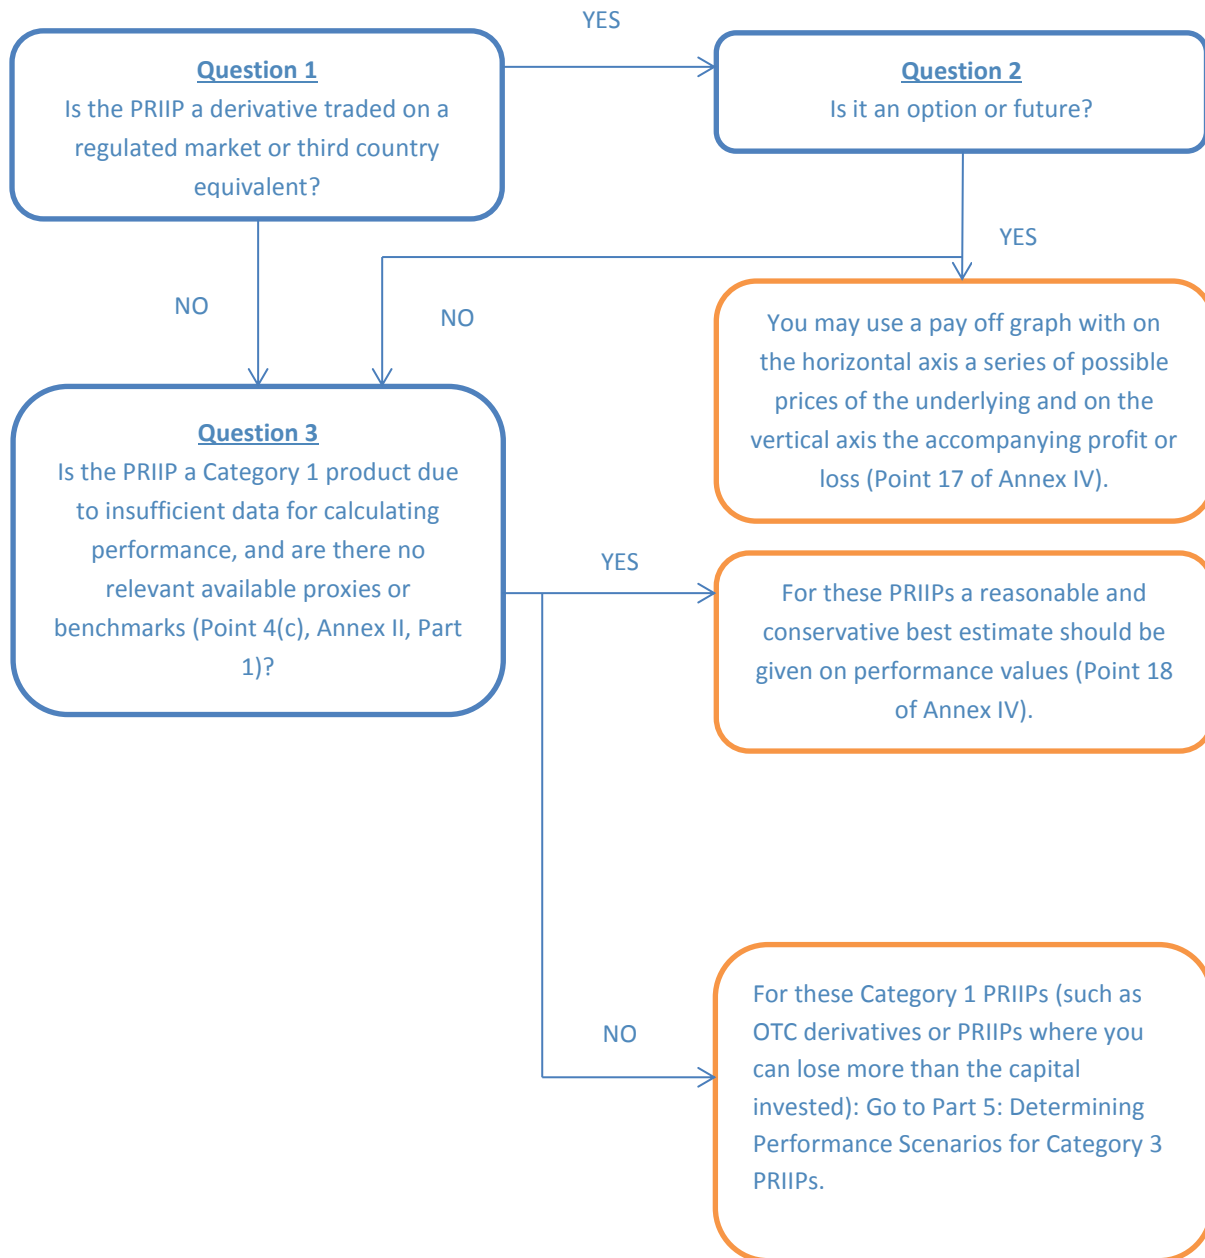 YES
Question 1
Is the PRIIP a derivative traded on a
regulated market or third country
equivalent?
Question 2
Is it an option or future?
YES
NO
NO
You may use a pay off graph with on
the horizontal axis a series of possible
prices of the underlying and on the
vertical axis the accompanying profit or
loss (Point 17 of Annex IV).
Question 3
Is the PRIIP a Category 1 product due
to insufficient data for calculating
performance, and are there no
relevant available proxies or
benchmarks (Point 4(c), Annex II, Part
1)?
YES
For these PRIIPs a reasonable and
conservative best estimate should be
given on performance values (Point 18
of Annex IV).
NO
For these Category 1 PRIIPs (such as
OTC derivatives or PRIIPs where you
can lose more than the capital
invested): Go to Part 5: Determining
Performance Scenarios for Category 3
PRIIPs.